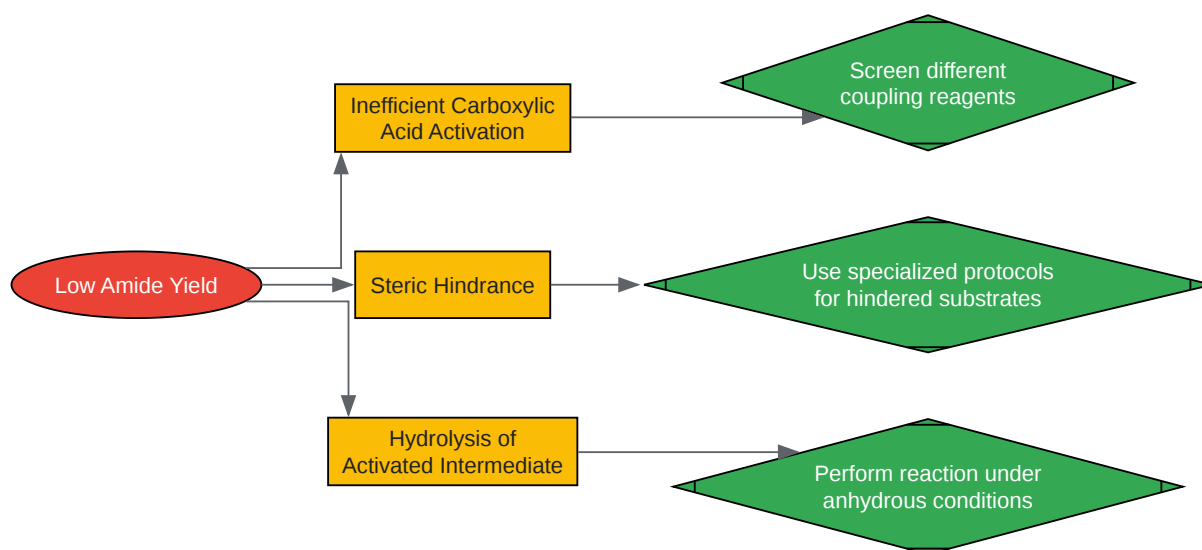 Low Amide Yield
Inefficient Carboxylic
Acid Activation
Screen different
coupling reagents
Steric Hindrance
Use specialized protocols
for hindered substrates
Hydrolysis of
Activated Intermediate
Perform reaction under
anhydrous conditions